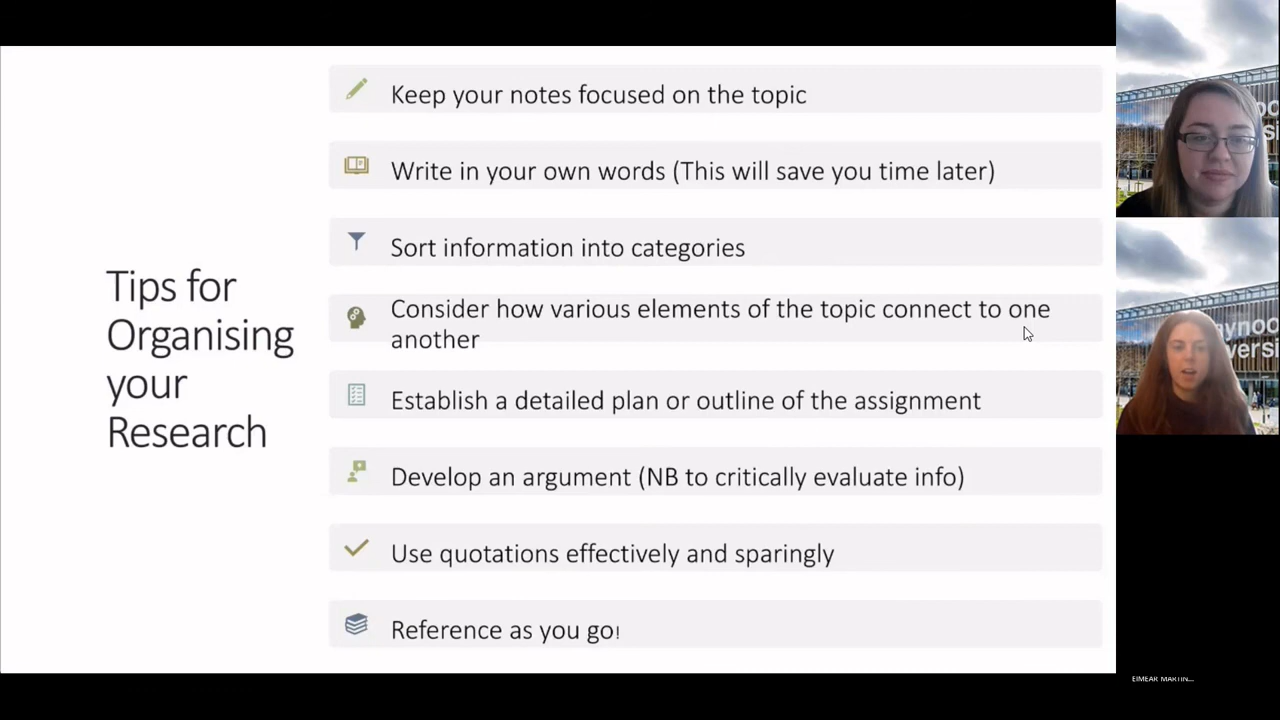 Tips for
Organising
your
Research
Keep your notes focused on the topic
Write in your own words (This will save you time later)
Sort information into categories
Consider how various elements of the topic connect to one
another
Establish a detailed plan or outline of the assignment
Develop an argument (NB to critically evaluate info)
Use quotations effectively and sparingly
Reference as you go!
EIMEAR MARTIN...